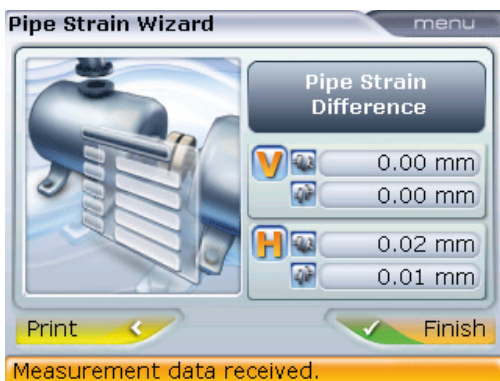 Pipe Strain Wizard
menu
Pipe Strain
Difference
V
0.00 mm
0.00 mm
H
0.02 mm
0.01 mm
Print
Finish
Measurement data received.